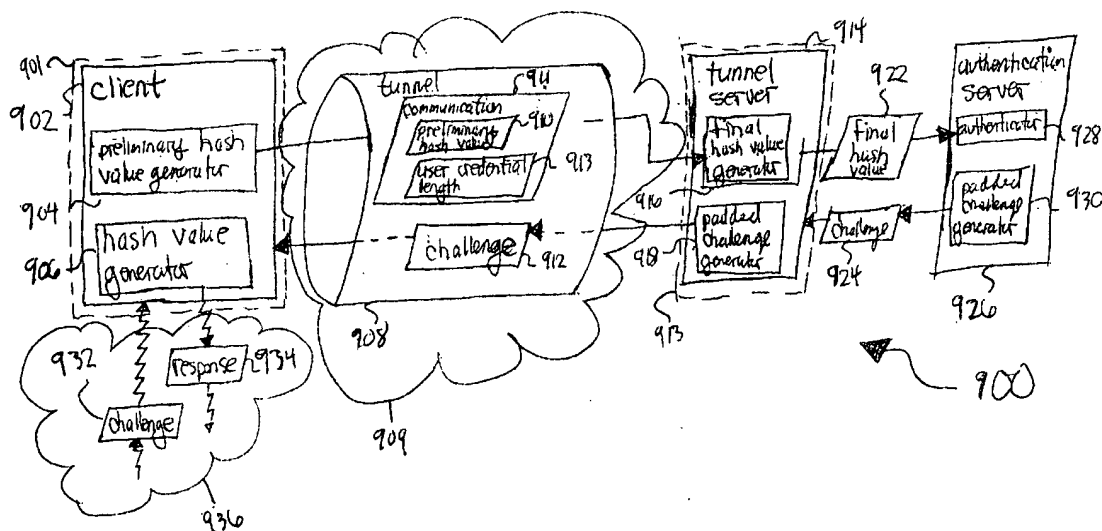 901
902
client
preliminary hash
value generator
904
906
hash value
generator
932
challenge
response
934
936
tunnel
communication
911
preliminary
hash value
910
user credential
length
913
challenge
912
908
909
914
tunnel
server
final
hash value
generator
916
padded
challenge
generator
918
913
922
final
hash
value
challenge
924
authentication
server
authenticator
928
padded
challenge
generator
930
926
900